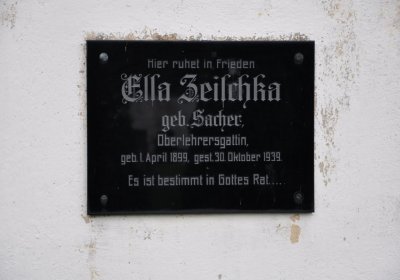 Hier ruhet in Frieden
Ella Zeischka
geb. Sacher,
Oberlehrersgattin,
geb. 1. April 1899, gest. 30. Oktober 1939.
Es ist bestimmt in Gottes Rat....